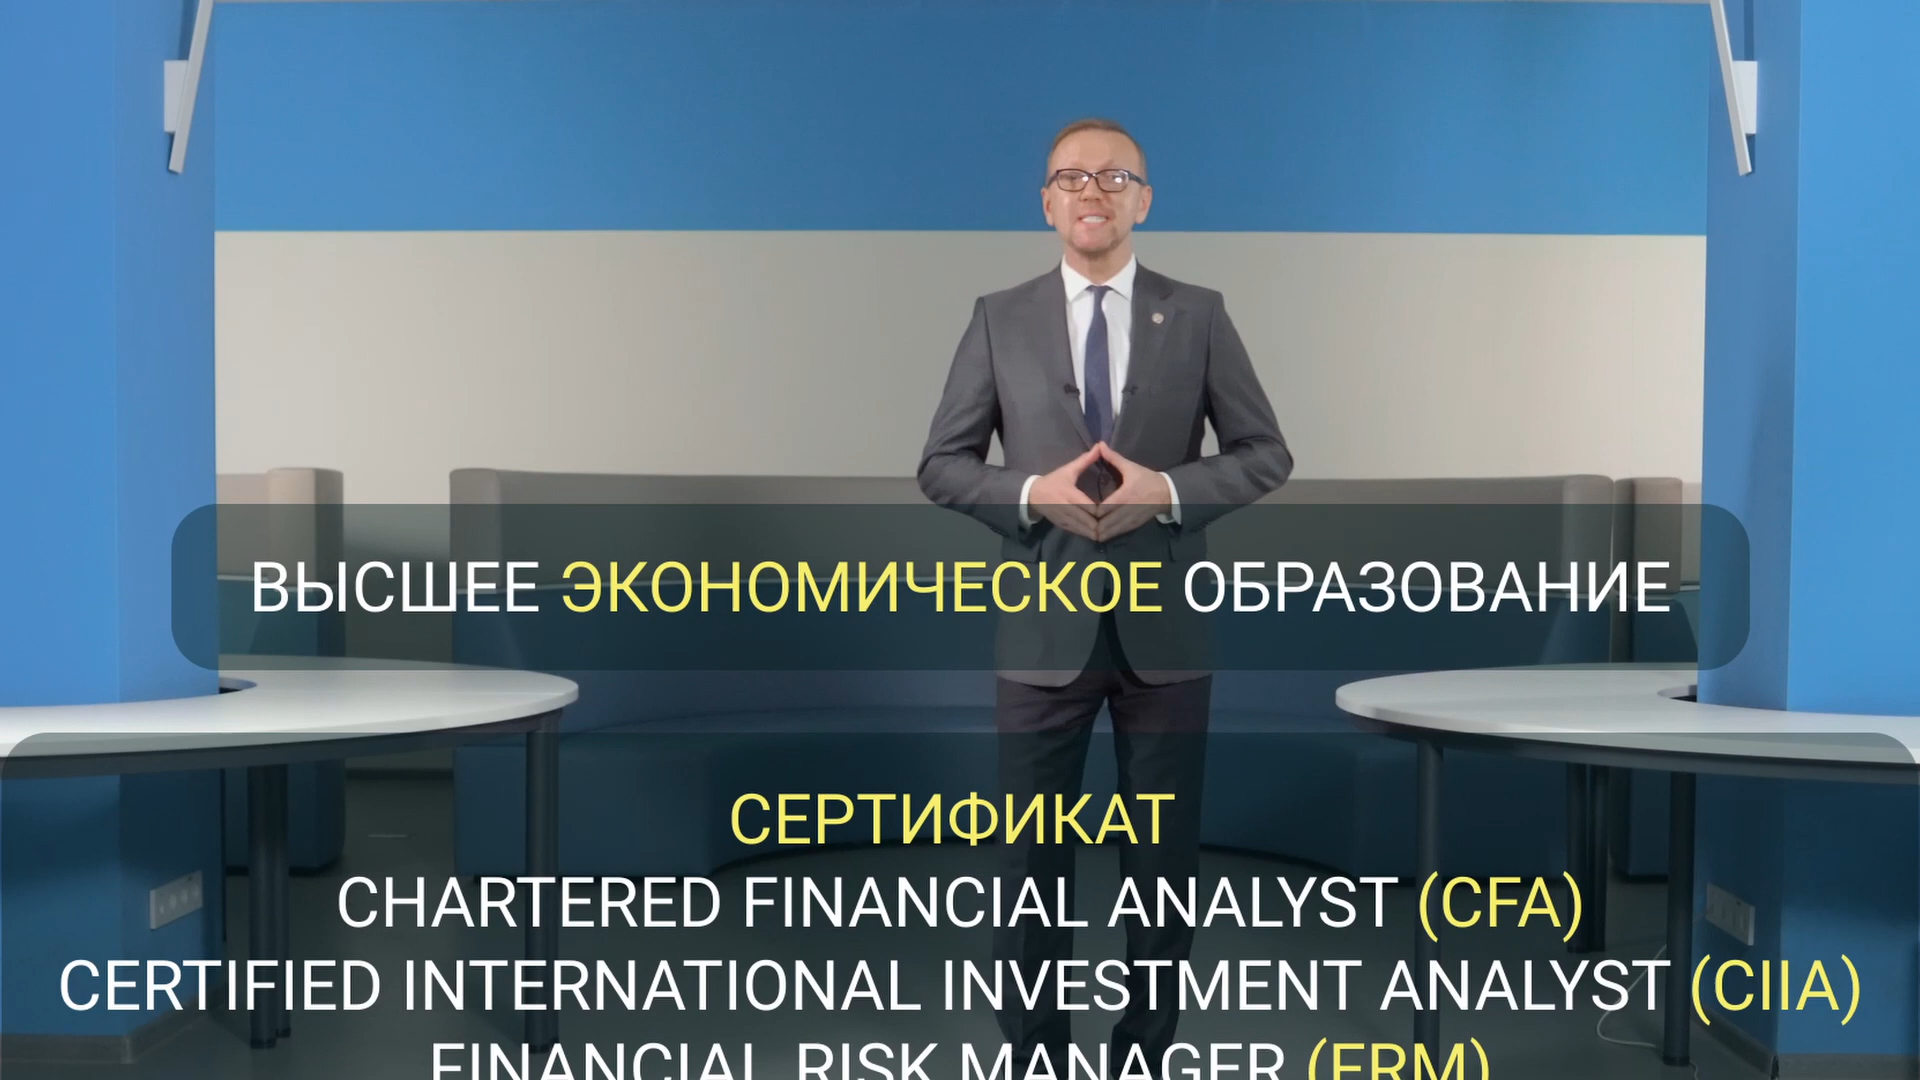 ВЫСШЕЕ ЭКОНОМИЧЕСКОЕ ОБРАЗОВАНИЕ
СЕРТИФИКАТ
CHARTERED FINANCIAL ANALYST (CFA)
CERTIFIED INTERNATIONAL INVESTMENT ANALYST (CIIA)
FINANCIAL RISK MANAGER (FRM)